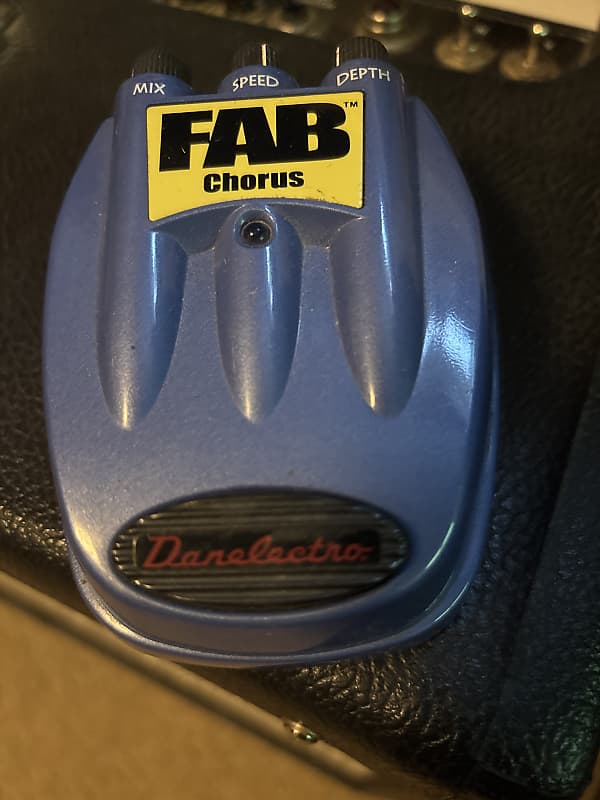 MIX SPEED DEPTH
FAB™
Chorus
Danelectro